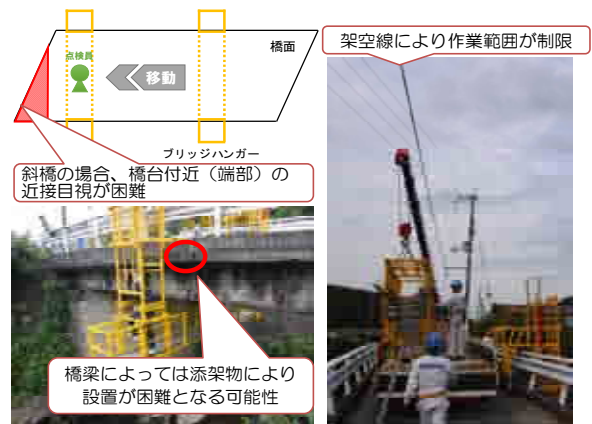 橋面
点検員
移動
ブリッジハンガー
斜橋の場合、橋台付近（端部）の
近接目視が困難
架空線により作業範囲が制限
橋梁によっては添架物により
設置が困難となる可能性